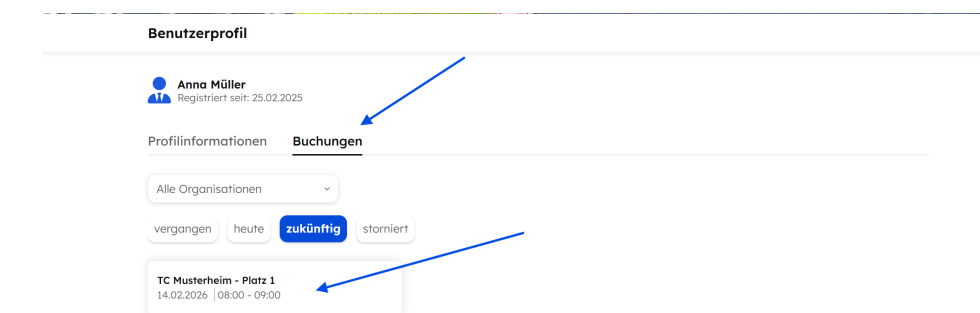 Benutzerprofil
Anna Müller
Registriert seit: 25.02.2025
Profilinformationen Buchungen
Alle Organisationen
vergangen heute zukünftig storniert
TC Musterheim - Platz 1
14.02.2026 | 08:00 - 09:00